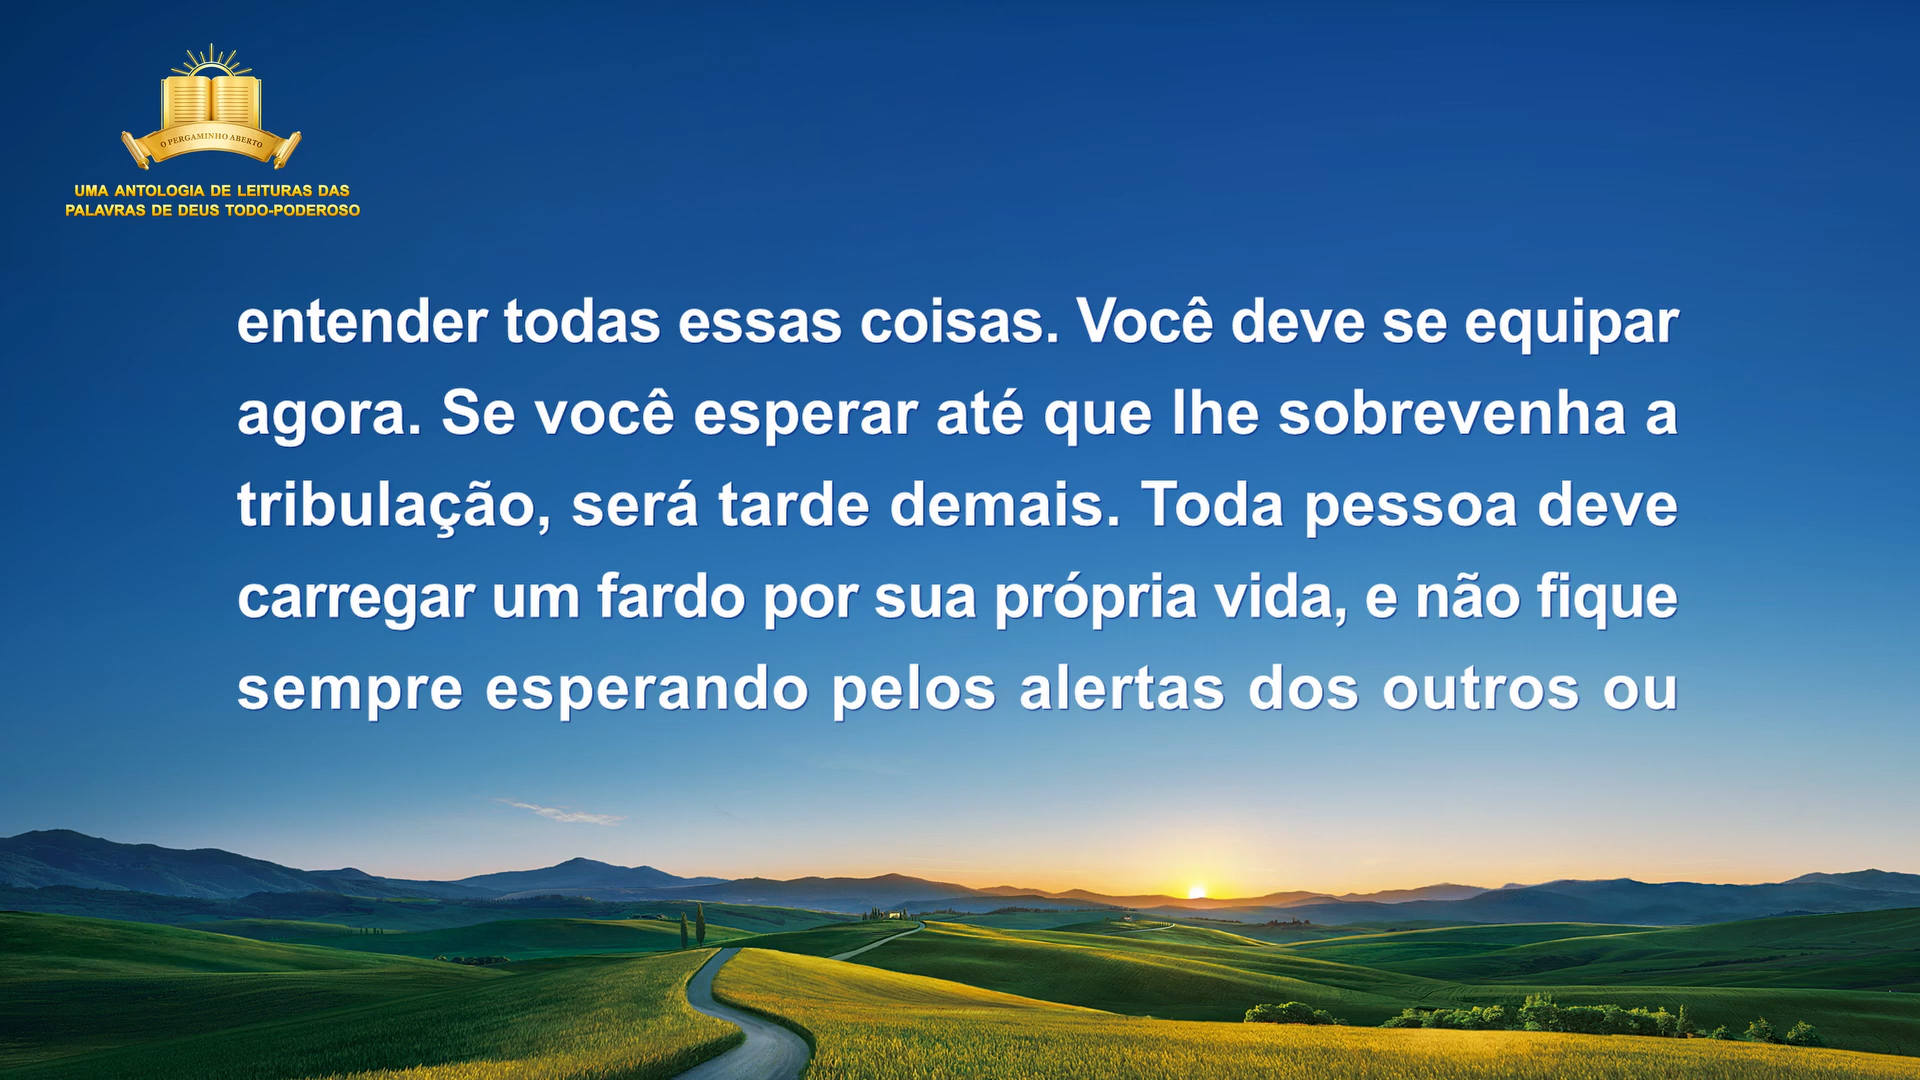 O PERGAMINHO ABERTO
UMA ANTOLOGIA DE LEITURAS DAS
PALAVRAS DE DEUS TODO-PODEROSO
entender todas essas coisas. Você deve se equipar
agora. Se você esperar até que lhe sobrevenha a
tribulação, será tarde demais. Toda pessoa deve
carregar um fardo por sua própria vida, e não fique
sempre esperando pelos alertas dos outros ou